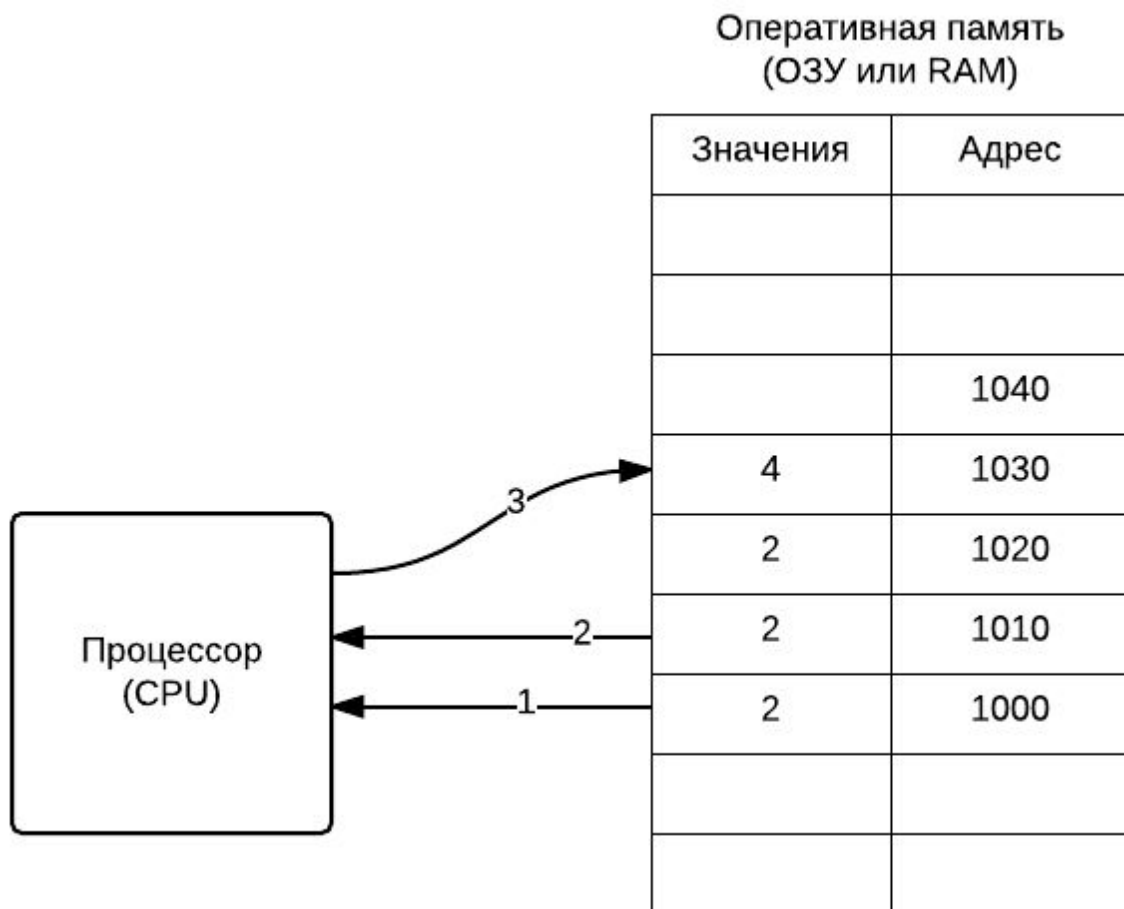 Оперативная память
(ОЗУ или RAM)
Значения Адрес
1040
4 1030
3
2 1020
2 1010
2
Процессор
(CPU)
2 1000
1